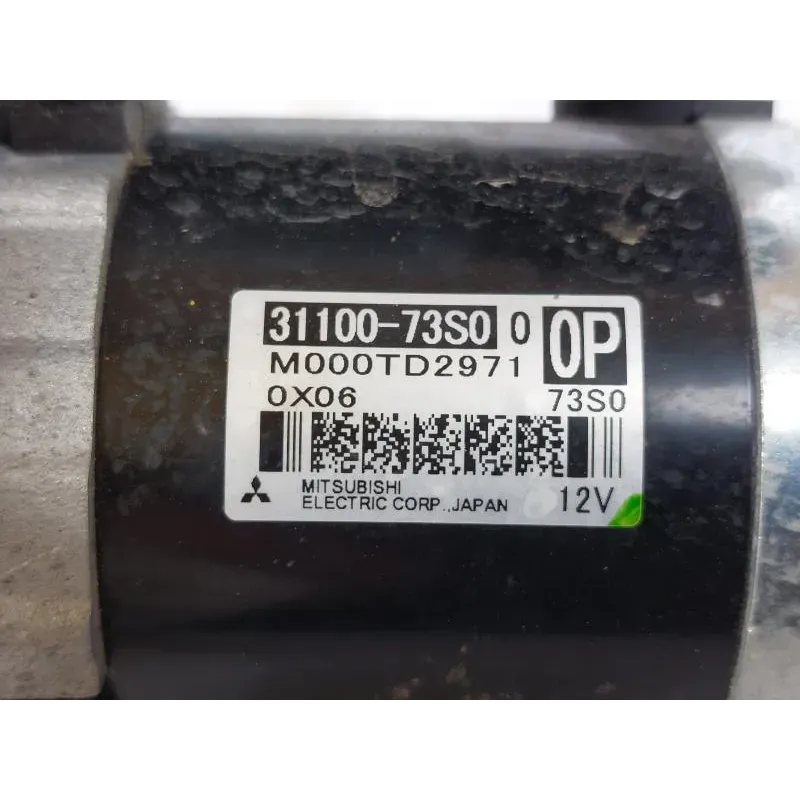 31100-73S0 0 0P
M000TD2971
0X06 73S0
MITSUBISHI
ELECTRIC CORP.,JAPAN 12V